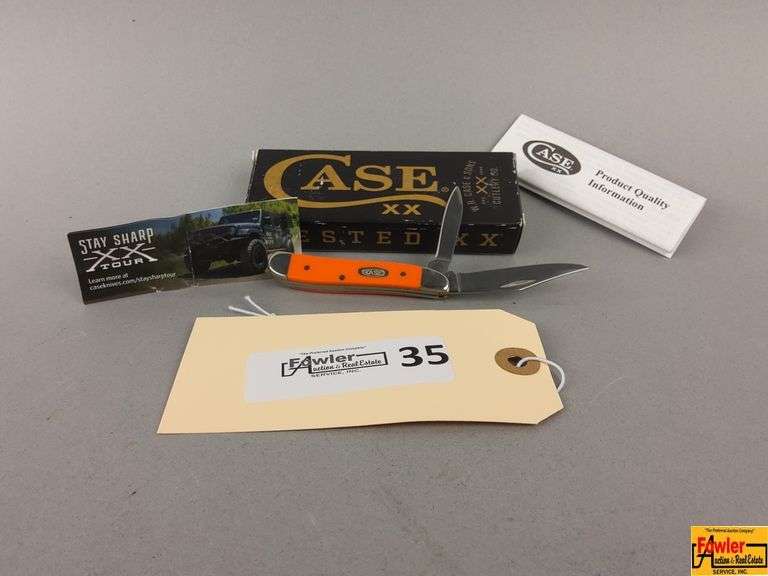 CASE
XX
TESTED XX
W.R. CASE & SONS
XX
CUTLERY CO.
CASE
XX
Product Quality
Information
STAY SHARP
XX
TOUR
Learn more at
caseknives.com/staysharptour
CASE
"The Preferred Auction Company"
Fowler
Auction & Real Estate
SERVICE, INC.
35
"The Preferred Auction Company"
Fowler
Auction & Real Estate
SERVICE, INC.